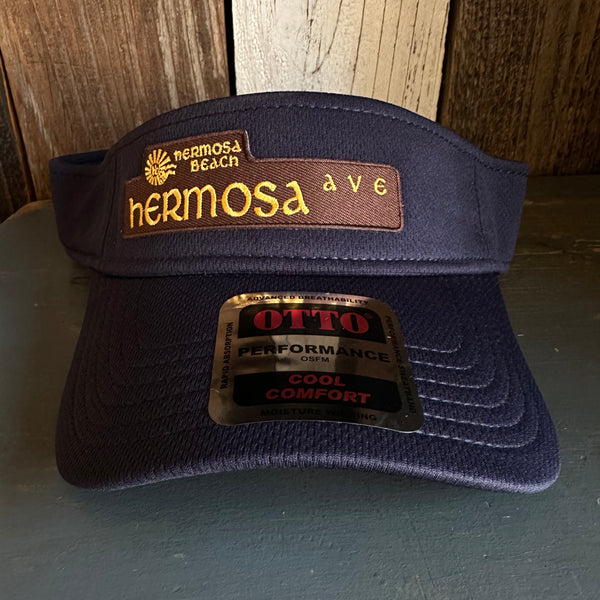 HERMOSA
BEACH
hERMOSA AVE
ADVANCED BREATHABILITY
OTTO
PERFORMANCE
OSFM
COOL
COMFORT
MOISTURE WICKING
RAPID ABSORPTION